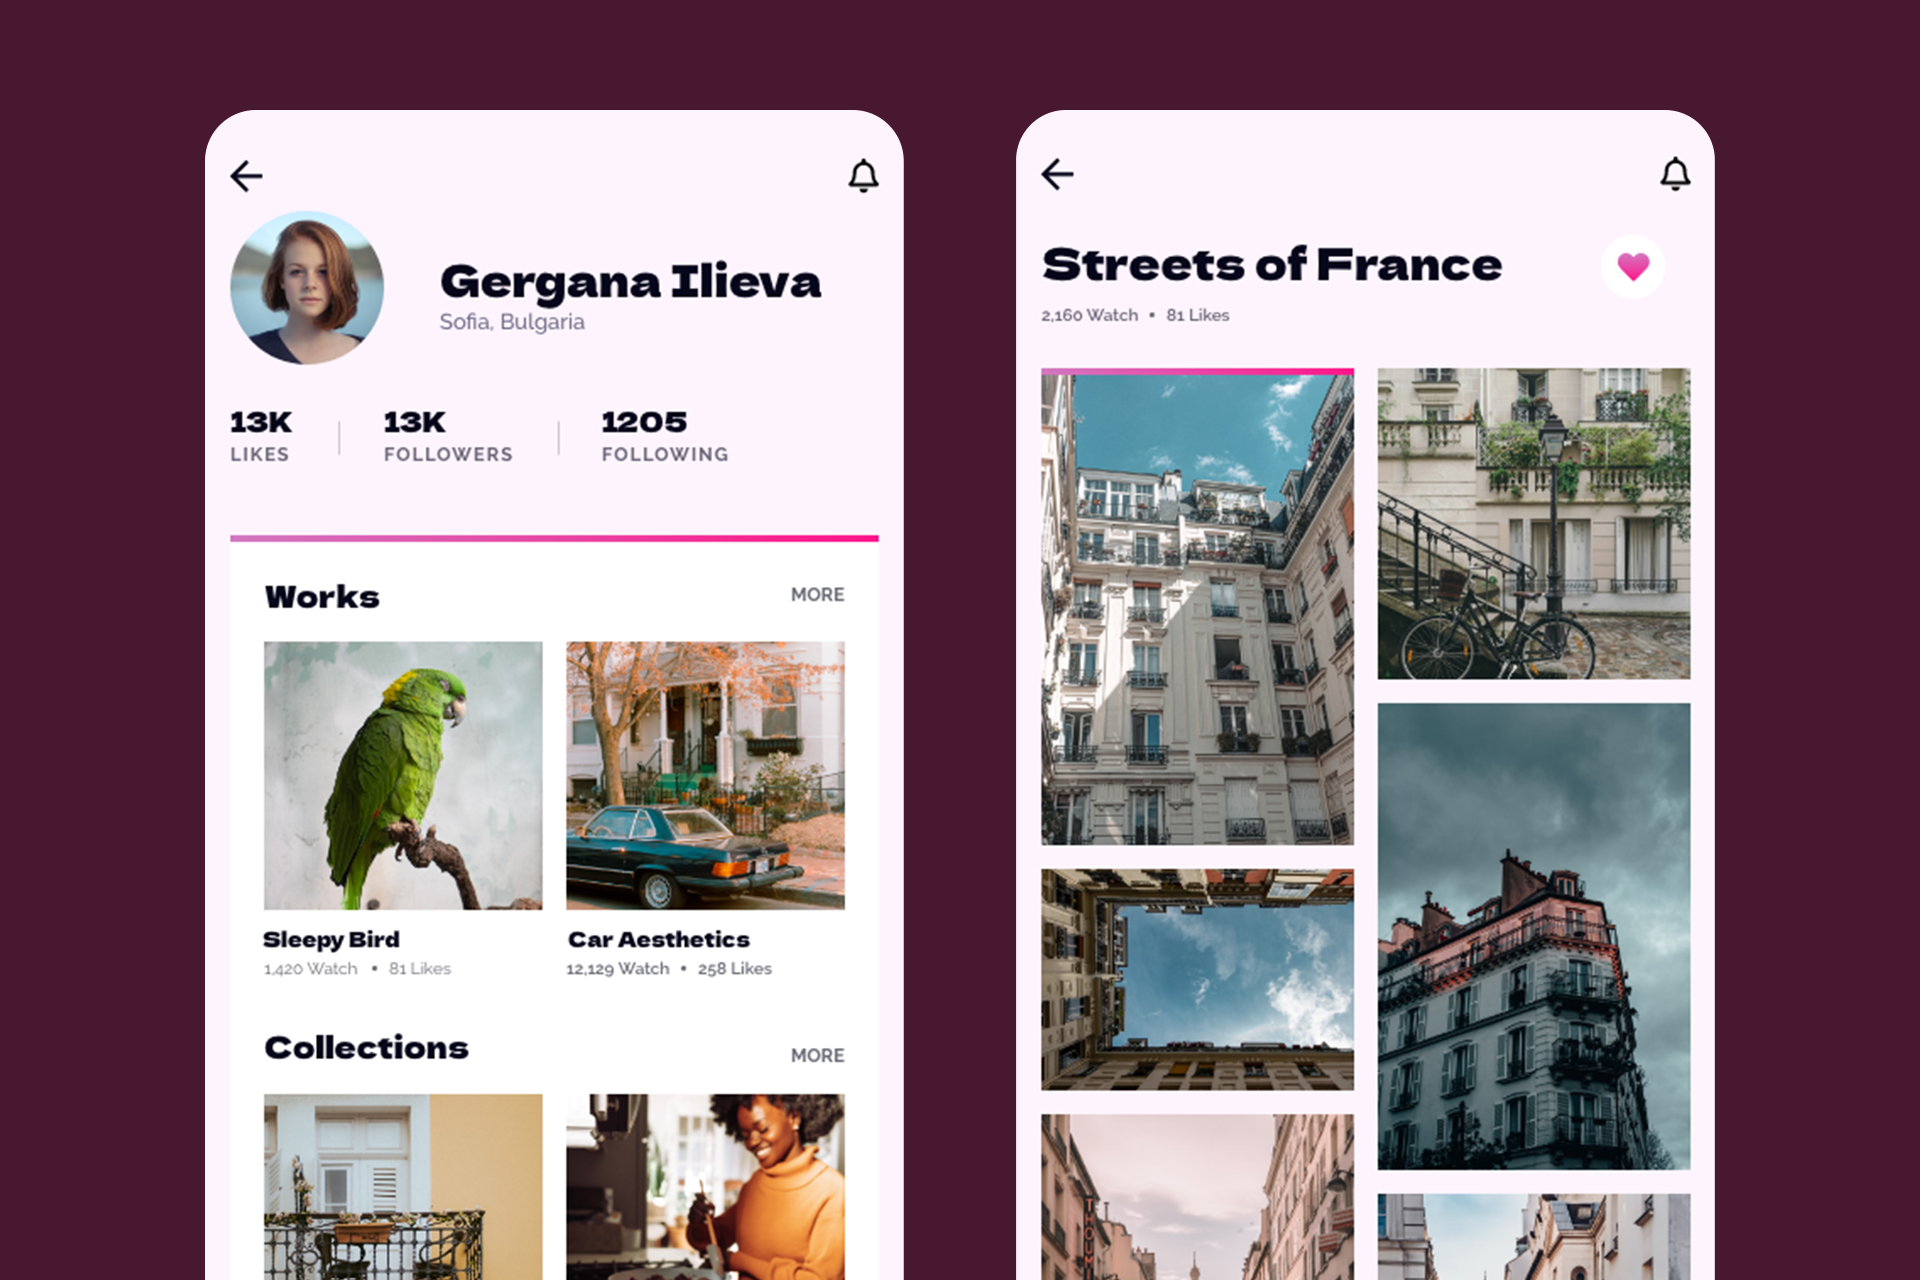 Gergana Ilieva
Sofia, Bulgaria
13K
LIKES
13K
FOLLOWERS
1205
FOLLOWING
Works
MORE
Sleepy Bird
1,420 Watch • 81 Likes
Car Aesthetics
12,129 Watch • 258 Likes
Collections
MORE
Streets of France
2,160 Watch • 81 Likes